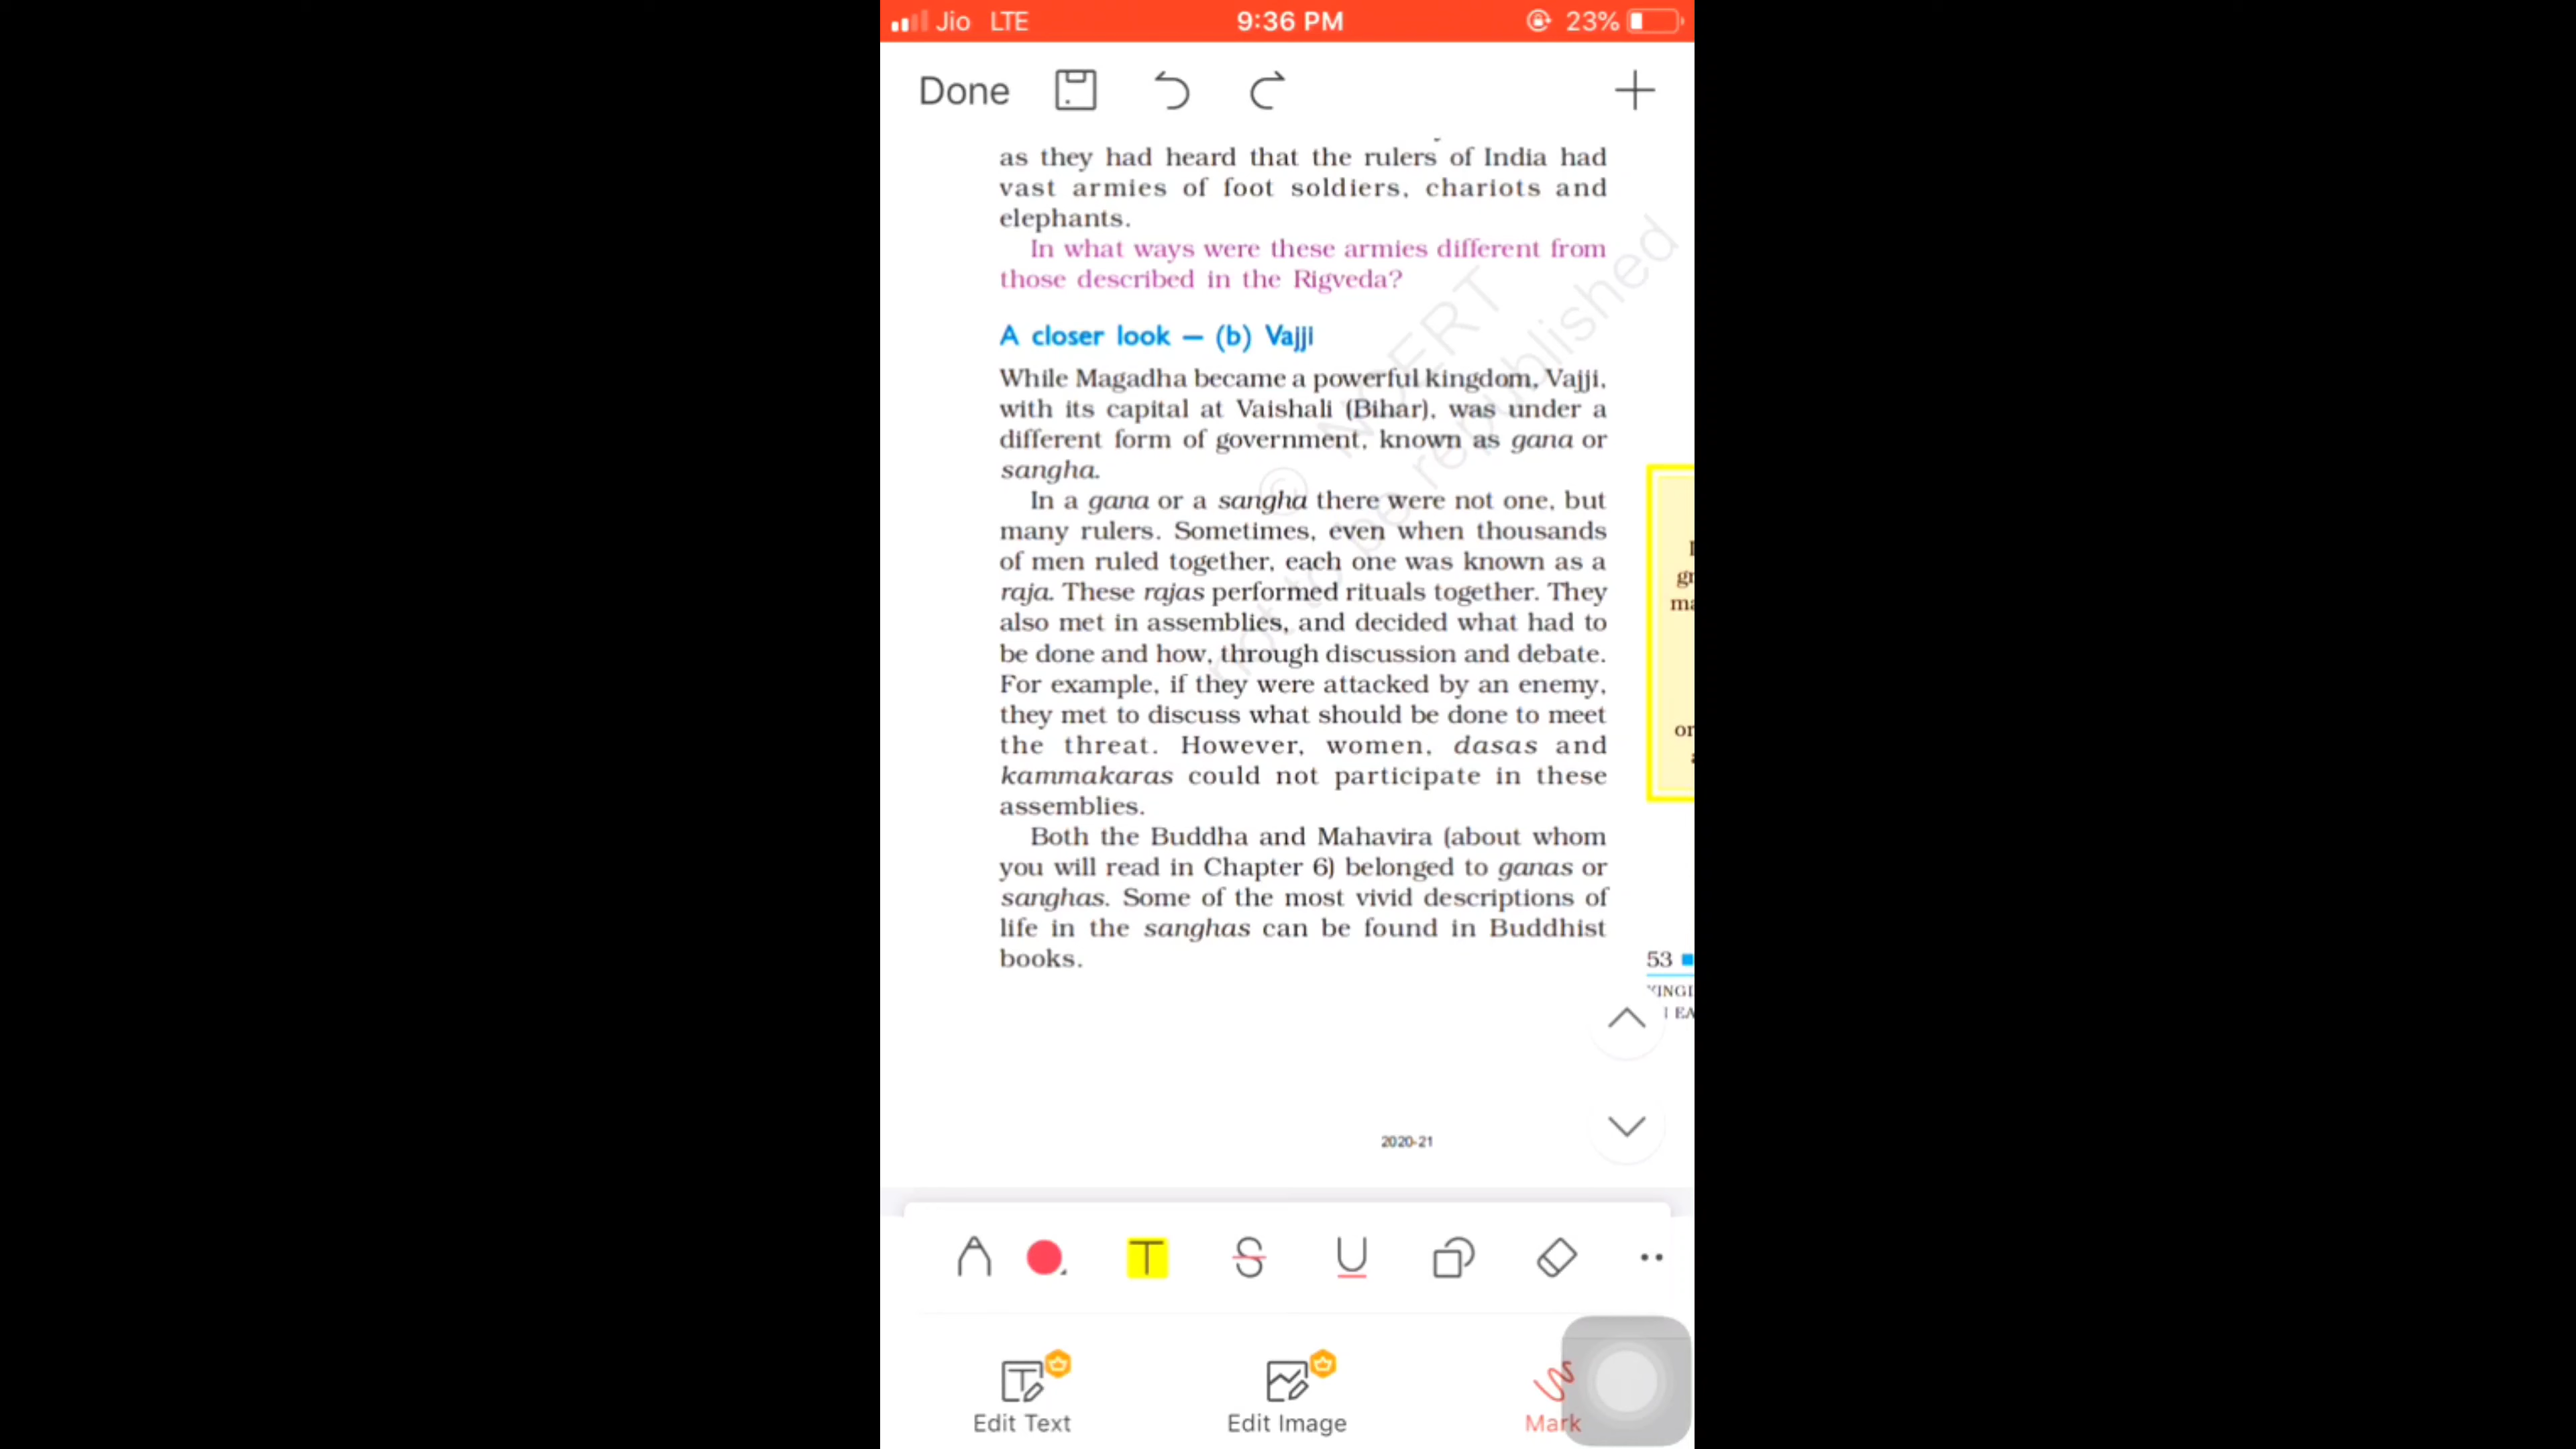 Jio LTE 9:36 PM 23%
Done
as they had heard that the rulers of India had
vast armies of foot soldiers, chariots and
elephants.
In what ways were these armies different from
those described in the Rigveda?
A closer look – (b) Vajji
While Magadha became a powerful kingdom, Vajji,
with its capital at Vaishali (Bihar), was under a
different form of government, known as gana or
sangha.
In a gana or a sangha there were not one, but
many rulers. Sometimes, even when thousands
of men ruled together, each one was known as a
raja. These rajas performed rituals together. They
also met in assemblies, and decided what had to
be done and how, through discussion and debate.
For example, if they were attacked by an enemy,
they met to discuss what should be done to meet
the threat. However, women, dasas and
kammakaras could not participate in these
assemblies.
Both the Buddha and Mahavira (about whom
you will read in Chapter 6) belonged to ganas or
sanghas. Some of the most vivid descriptions of
life in the sanghas can be found in Buddhist
books.
© NCERT
not to be republished
gr
ma
or
53
EA
2020-21
T S U
Edit Text Edit Image Mark